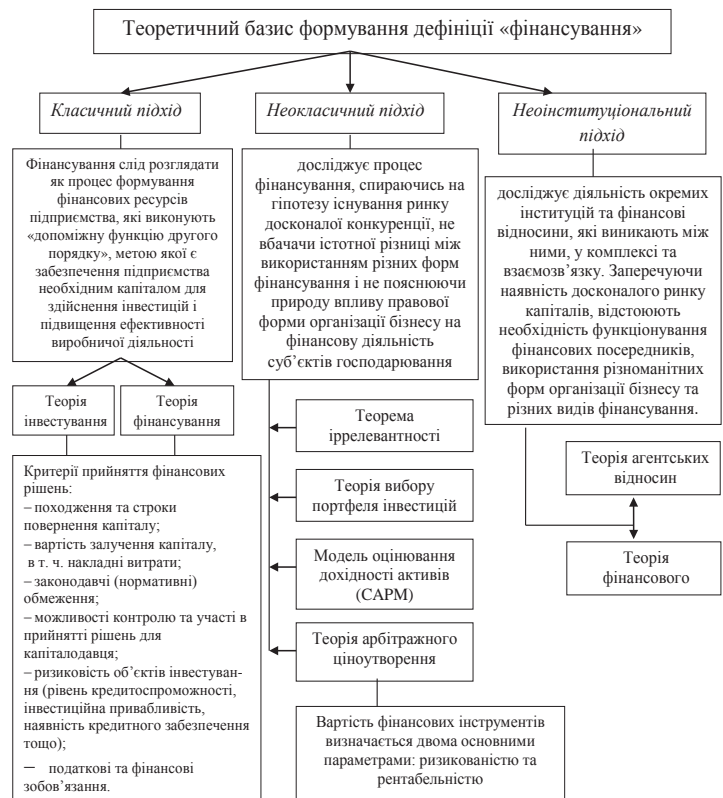 Теоретичний базис формування дефініції «фінансування»
Класичний підхід
Неокласичний підхід
Неоінституціональний
підхід
Фінансування слід розглядати
як процес формування
фінансових ресурсів
підприємства, які виконують
«допоміжну функцію другого
порядку», метою якої є
забезпечення підприємства
необхідним капіталом для
здійснення інвестицій і
підвищення ефективності
виробничої діяльності
досліджує процес
фінансування, спираючись на
гіпотезу існування ринку
досконалої конкуренції, не
вбачачи істотної різниці між
використанням різних форм
фінансування і не пояснюючи
природу впливу правової
форми організації бізнесу на
фінансову діяльність
суб’єктів господарювання
досліджує діяльність окремих
інституцій та фінансові
відносини, які виникають між
ними, у комплексі та
взаємозв’язку. Заперечуючи
наявність досконалого ринку
капіталів, відстоюють
необхідність функціонування
фінансових посередників,
використання різноманітних
форм організації бізнесу та
різних видів фінансування.
Теорія
інвестування
Теорія
фінансування
Критерії прийняття фінансових
рішень:
– походження та строки
повернення капіталу;
– вартість залучення капіталу,
в т. ч. накладні витрати;
– законодавчі (нормативні)
обмеження;
– можливості контролю та участі в
прийнятті рішень для
капіталодавця;
– ризиковість об’єктів інвестуван-
ня (рівень кредитоспроможності,
інвестиційна привабливість,
наявність кредитного забезпечення
тощо);
– податкові та фінансові
зобов’язання.
Теорема
іррелевантності
Теорія вибору
портфеля інвестицій
Модель оцінювання
дохідності активів
(САРМ)
Теорія арбітражного
ціноутворення
Вартість фінансових інструментів
визначається двома основними
параметрами: ризикованістю та
рентабельністю
Теорія агентських
відносин
Теорія
фінансового